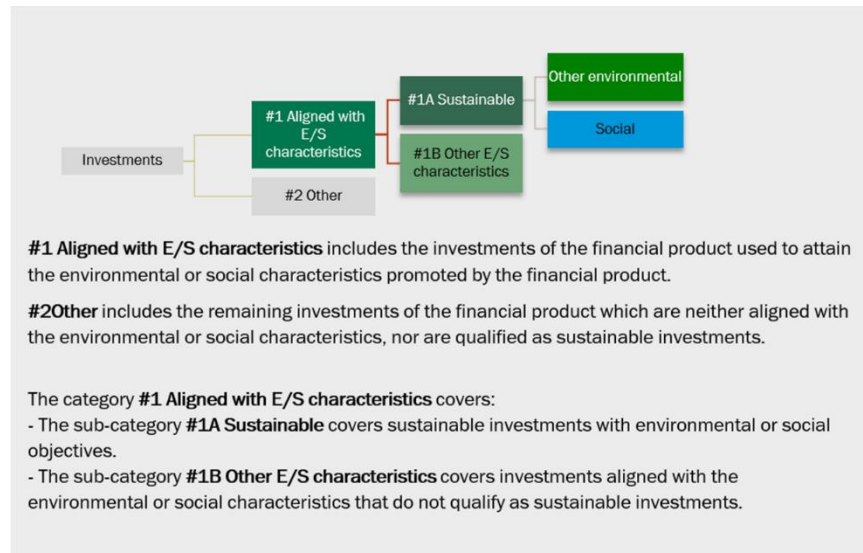 Other environmental
#1A Sustainable
#1 Aligned with
E/S
characteristics
Social
#1B Other E/S
characteristics
Investments
#2 Other
#1 Aligned with E/S characteristics includes the investments of the financial product used to attain
the environmental or social characteristics promoted by the financial product.
#2Other includes the remaining investments of the financial product which are neither aligned with
the environmental or social characteristics, nor are qualified as sustainable investments.
The category #1 Aligned with E/S characteristics covers:
- The sub-category #1A Sustainable covers sustainable investments with environmental or social
objectives.
- The sub-category #1B Other E/S characteristics covers investments aligned with the
environmental or social characteristics that do not qualify as sustainable investments.